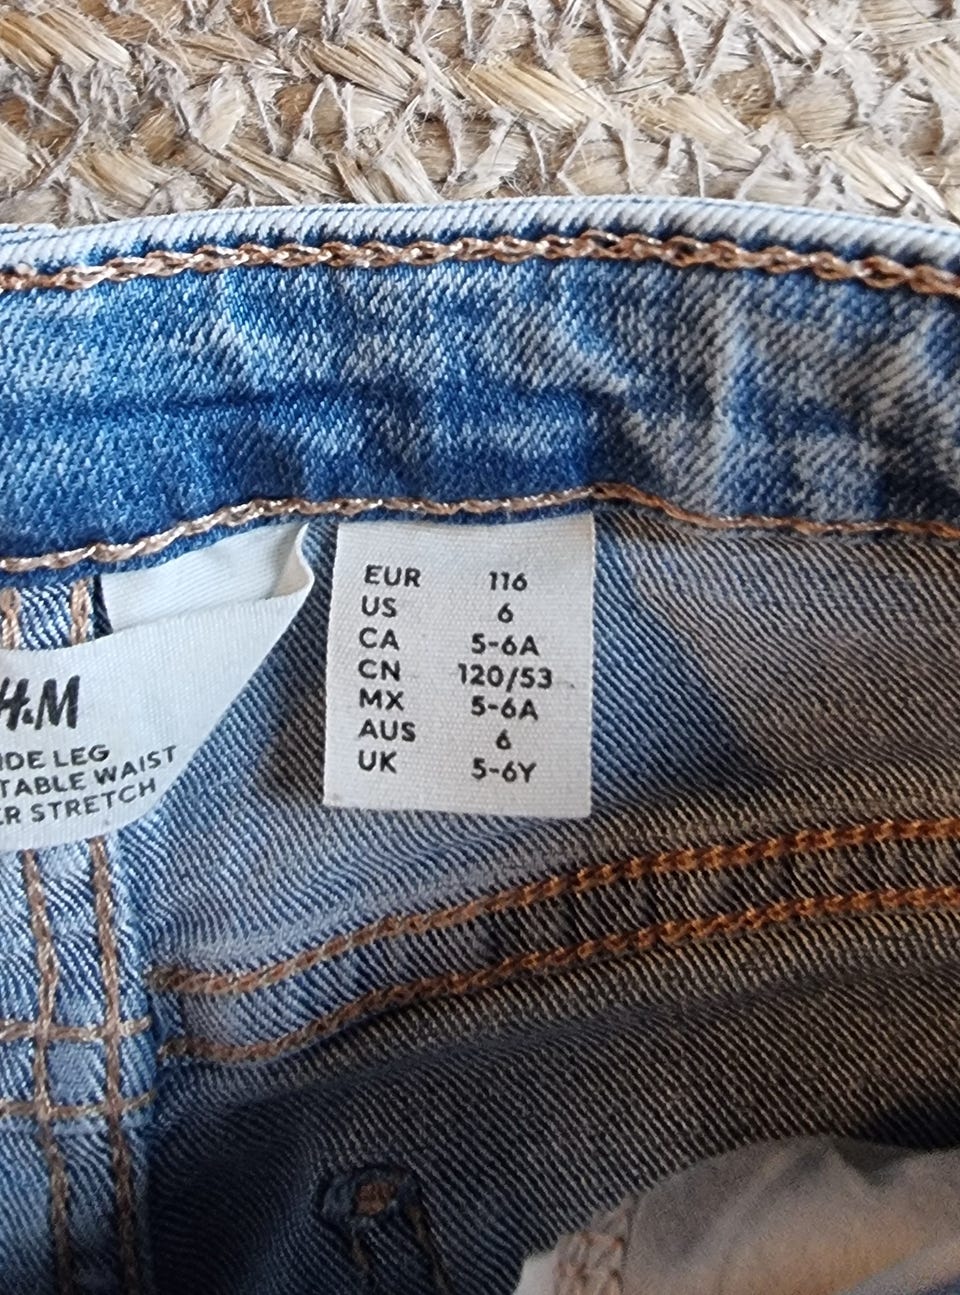 H&M
IDE LEG
TABLE WAIST
ER STRETCH
EUR 116
US 6
CA 5-6A
CN 120/53
MX 5-6A
AUS 6
UK 5-6Y